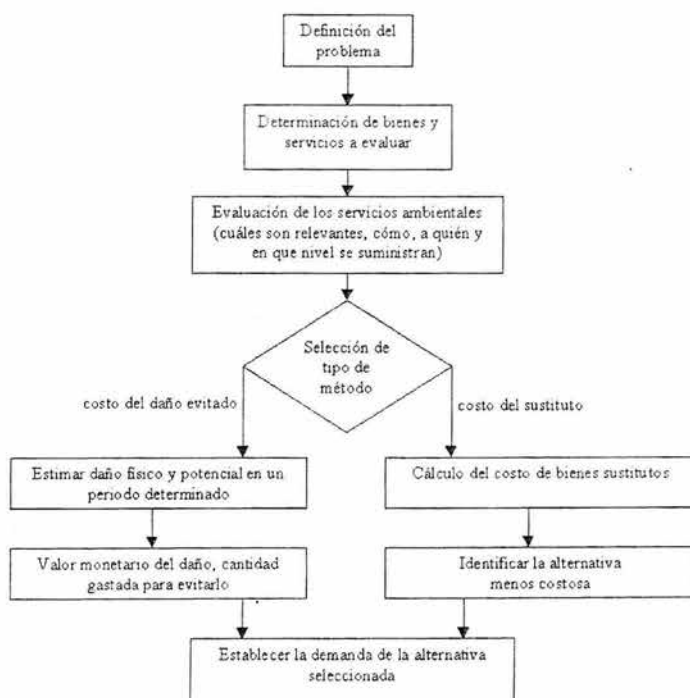 Definición del
problema
Determinación de bienes y
servicios a evaluar
Evaluación de los servicios ambientales
(cuáles son relevantes, cómo, a quién y
en que nivel se suministran)
Selección de
tipo de
método
costo del daño evitado
costo del sustituto
Estimar daño físico y potencial en un
periodo determinado
Cálculo del costo de bienes sustitutos
Valor monetario del daño, cantidad
gastada para evitarlo
Identificar la alternativa
menos costosa
Establecer la demanda de la alternativa
seleccionada